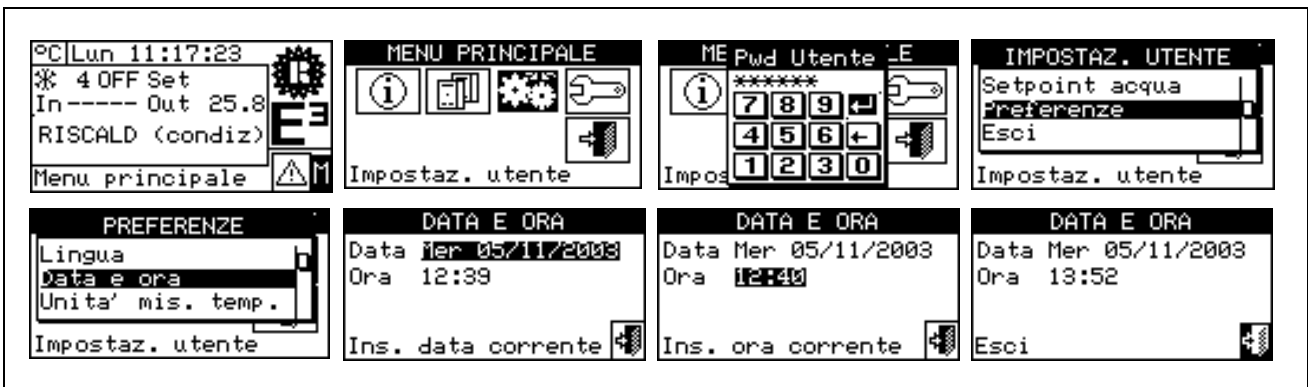 °C Lun 11:17:23
4 OFF Set
In ----- Out 25.8
RISCALD (condiz)
E³
Menu principale
M
MENU PRINCIPALE
Impostaz. utente
ME Pwd Utente LE
******
7 8 9
4 5 6 ←
1 2 3 0
Impos
IMPOSTAZ. UTENTE
Setpoint acqua
Preferenze
Esci
Impostaz. utente
PREFERENZE
Lingua
Data e ora
Unita' mis. temp.
Impostaz. utente
DATA E ORA
Data Mer 05/11/2003
Ora 12:39
Ins. data corrente
DATA E ORA
Data Mer 05/11/2003
Ora 12:40
Ins. ora corrente
DATA E ORA
Data Mer 05/11/2003
Ora 13:52
Esci